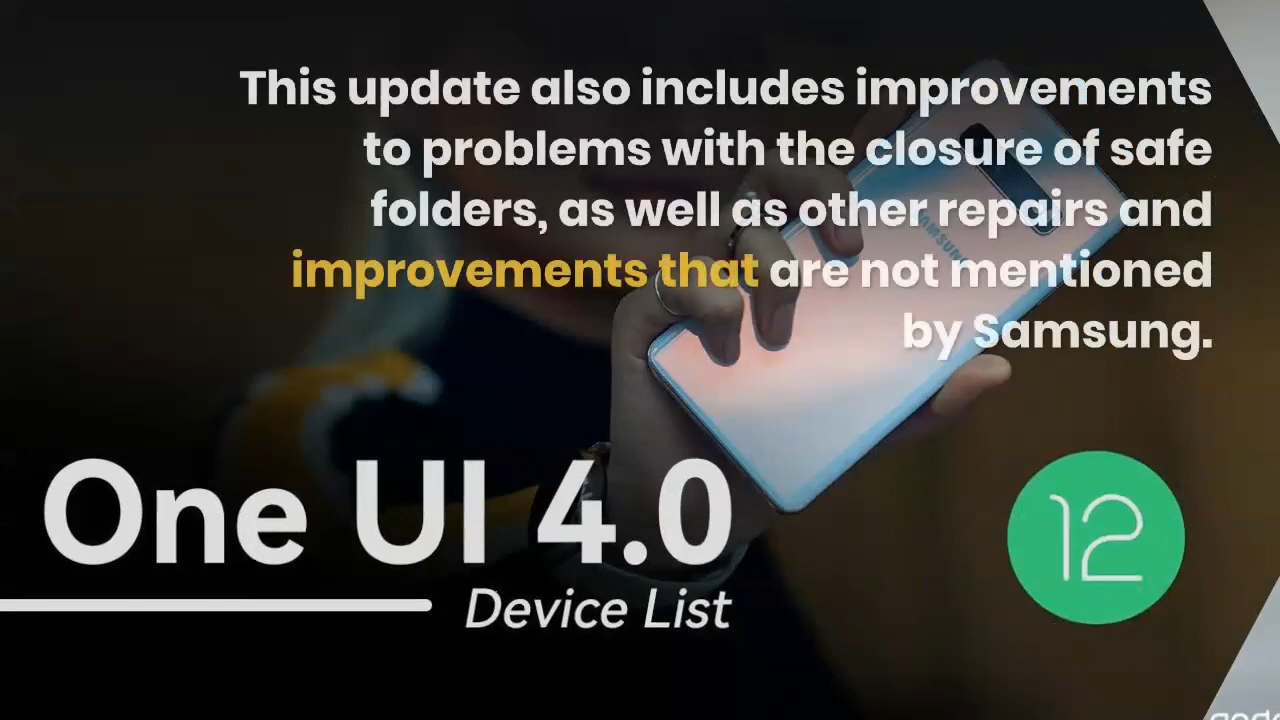 This update also includes improvements
to problems with the closure of safe
folders, as well as other repairs and
improvements that are not mentioned
by Samsung.
SAMSUNG
One UI 4.0
Device List
12